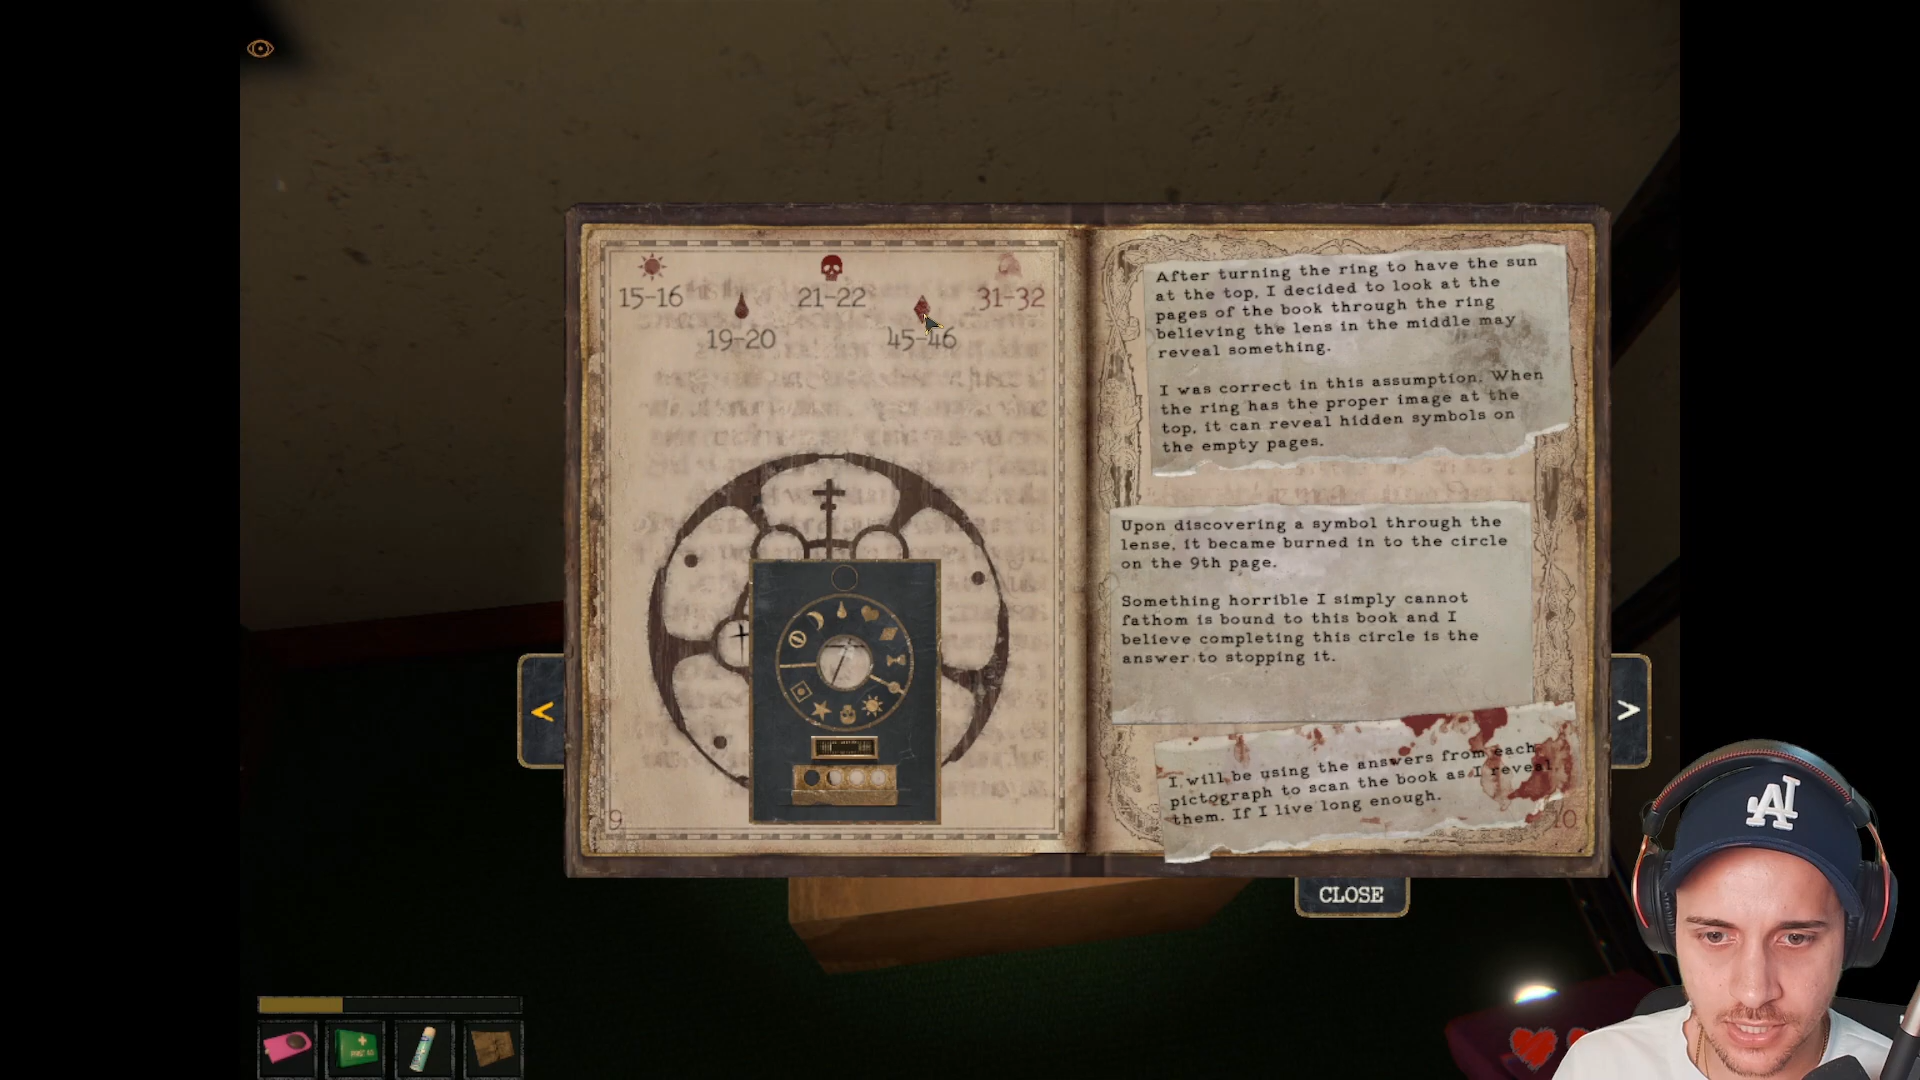 15-16
21-22
31-32
19-20
45-46
9
After turning the ring to have the sun
at the top, I decided to look at the
pages of the book through the ring
believing the lens in the middle may
reveal something.
I was correct in this assumption. When
the ring has the proper image at the
top, it can reveal hidden symbols on
the empty pages.
Upon discovering a symbol through the
lense, it became burned in to the circle
on the 9th page.
Something horrible I simply cannot
fathom is bound to this book and I
believe completing this circle is the
answer to stopping it.
I will be using the answers from each
pictograph to scan the book as I reveal
them. If I live long enough.
10
<
>
CLOSE
FIRST AID
LA